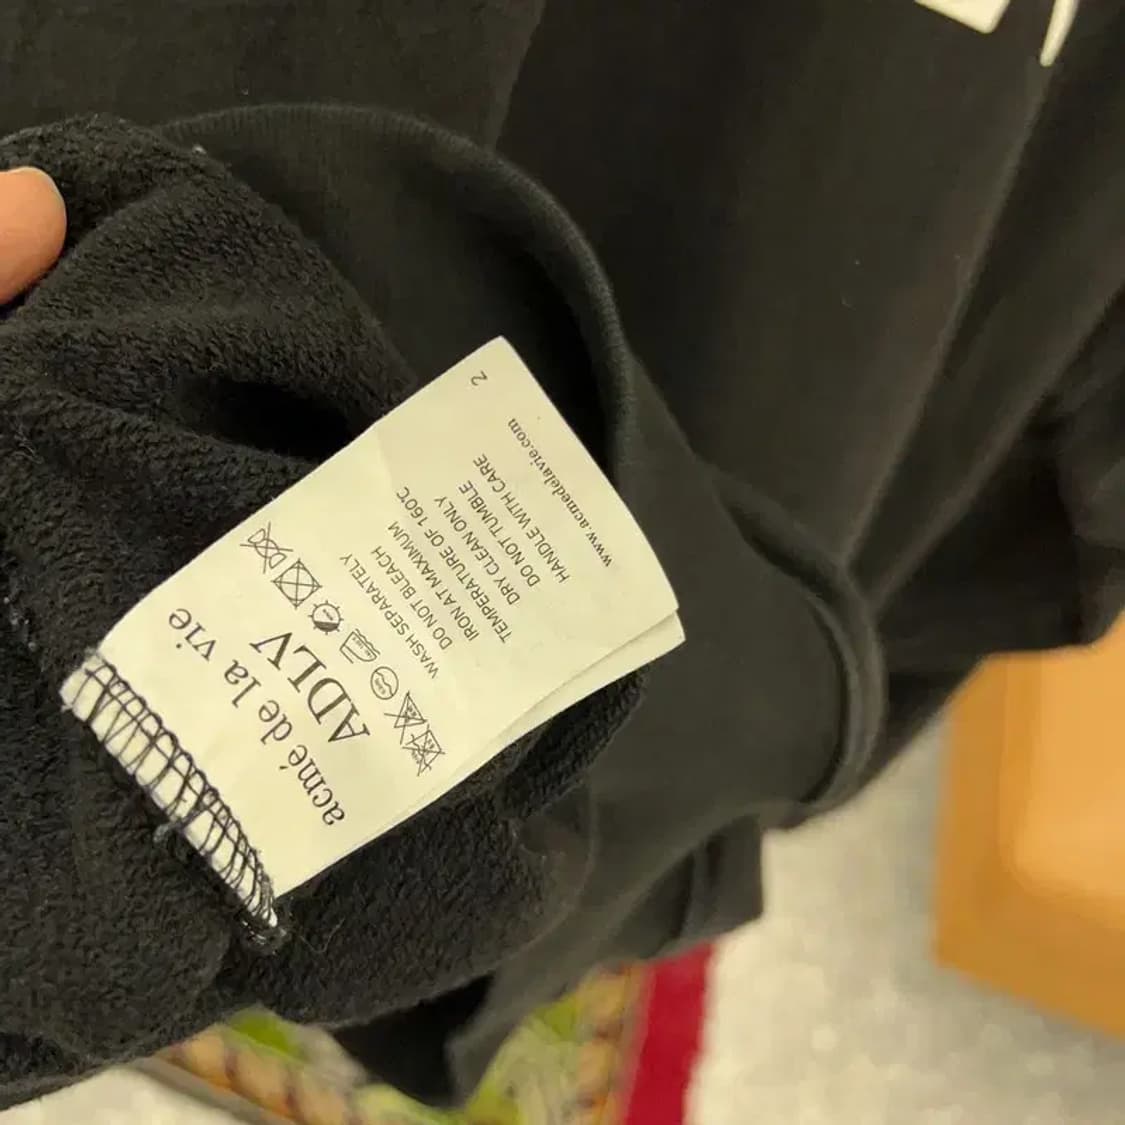 acmé de la vie
ADLV
WASH SEPARATELY
DO NOT BLEACH
IRON AT MAXIMUM
TEMPERATURE OF 160℃
DRY CLEAN ONLY
DO NOT TUMBLE
HANDLE WITH CARE
www.acmedelavie.com
2